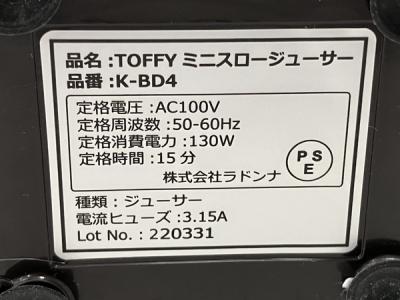 品名:TOFFY ミニスロージューサー
品番:K-BD4
定格電圧:AC100V
定格周波数:50-60Hz
定格消費電力:130W
定格時間:15分
PS
E
株式会社ラドンナ
種類:ジューサー
電流ヒューズ:3.15A
Lot No.:220331